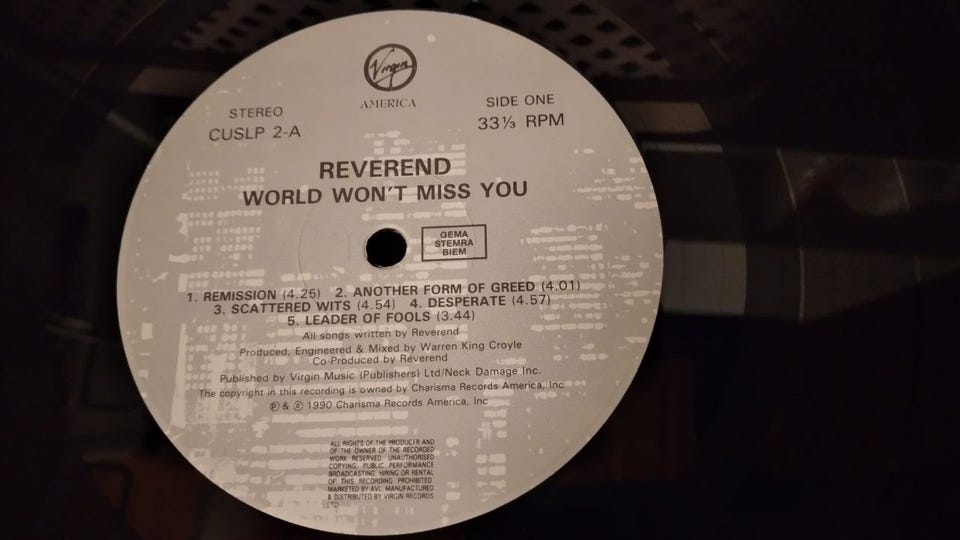 Virgin
AMERICA
STEREO
CUSLP 2-A
SIDE ONE
33⅓ RPM
REVEREND
WORLD WON'T MISS YOU
GEMA
STEMRA
BIEM
1. REMISSION (4.25) 2. ANOTHER FORM OF GREED (4.01)
3. SCATTERED WITS (4.54) 4. DESPERATE (4.57)
5. LEADER OF FOOLS (3.44)
All songs written by Reverend
Produced, Engineered & Mixed by Warren King Croyle
Co-Produced by Reverend
Published by Virgin Music (Publishers) Ltd/Neck Damage Inc.
The copyright in this recording is owned by Charisma Records America, Inc
℗ & © 1990 Charisma Records America, Inc
ALL RIGHTS OF THE PRODUCER AND
OF THE OWNER OF THE RECORDED
WORK RESERVED UNAUTHORISED
COPYING, PUBLIC PERFORMANCE
BROADCASTING, HIRING OR RENTAL
OF THIS RECORDING PROHIBITED.
MARKETED BY AVL. MANUFACTURED
& DISTRIBUTED BY VIRGIN RECORDS
LTD